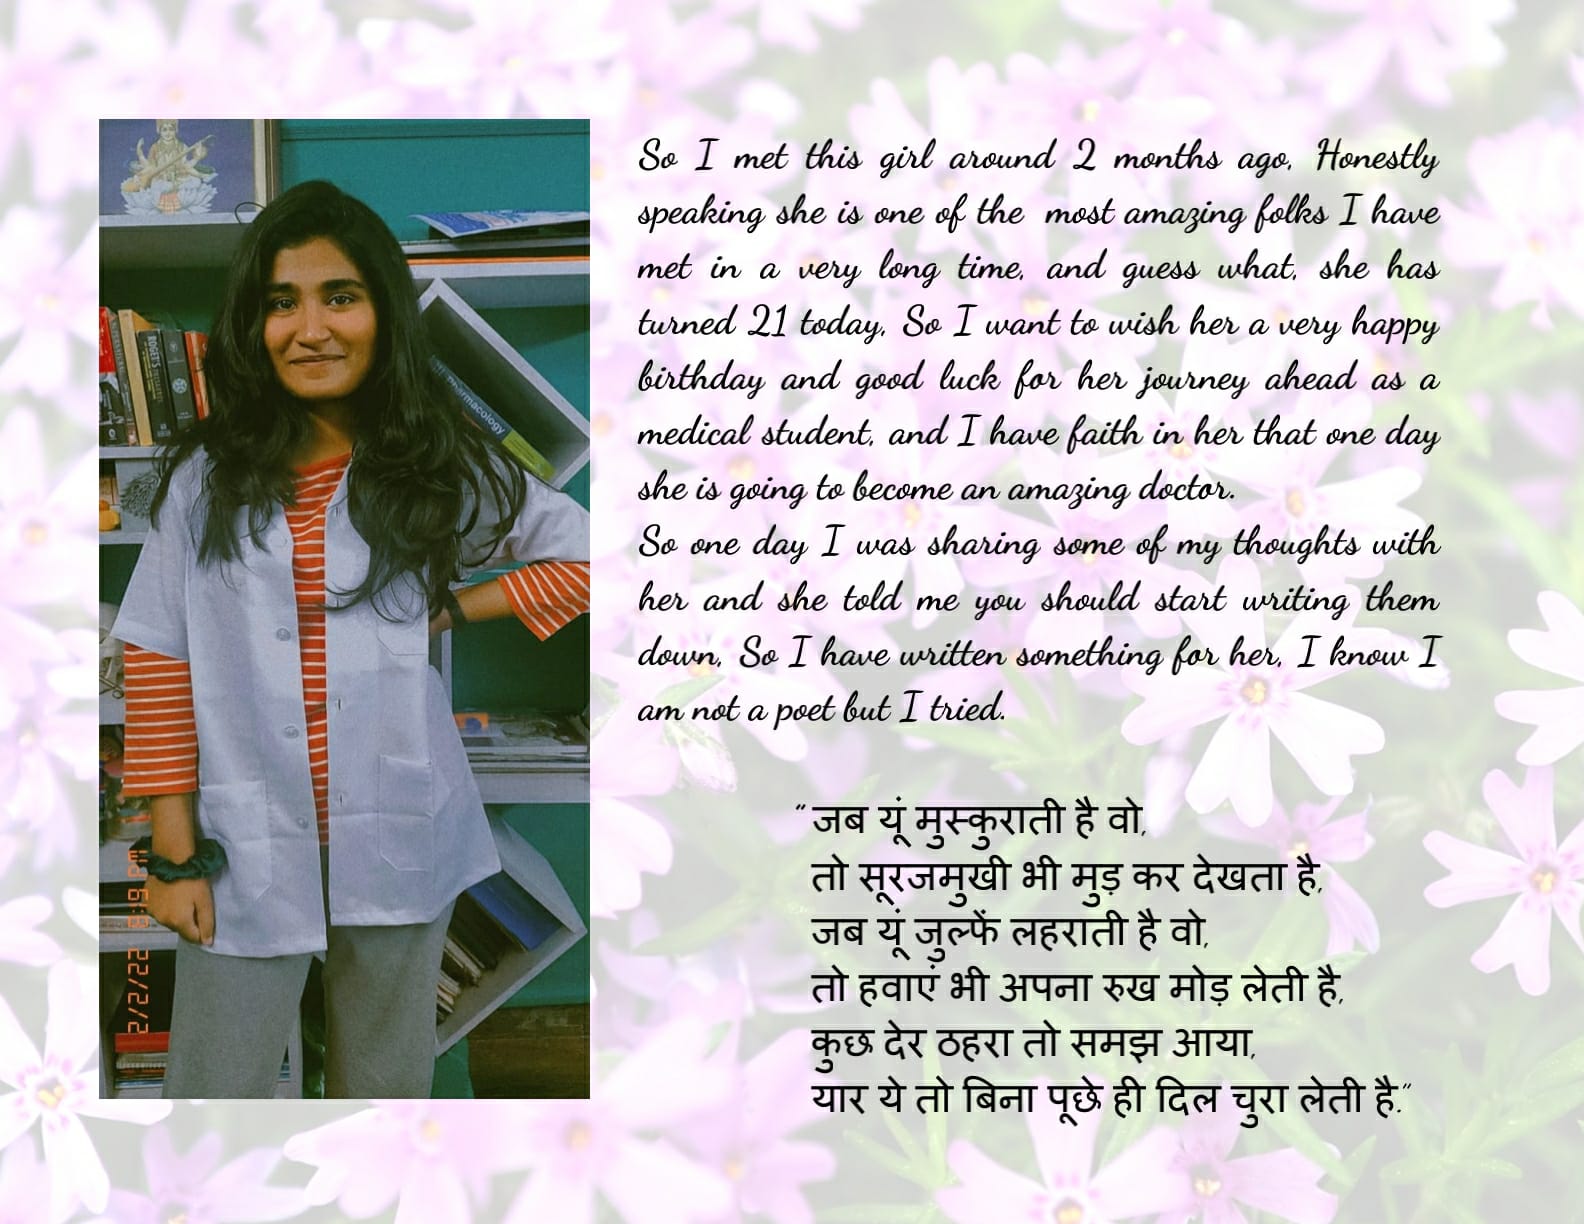 So I met this girl around 2 months ago, Honestly
speaking she is one of the most amazing folks I have
met in a very long time, and guess what, she has
turned 21 today, So I want to wish her a very happy
birthday and good luck for her journey ahead as a
medical student, and I have faith in her that one day
she is going to become an amazing doctor.
So one day I was sharing some of my thoughts with
her and she told me you should start writing them
down, So I have written something for her, I know I
am not a poet but I tried.
"जब यूं मुस्कुराती है वो,
तो सूरजमुखी भी मुड़ कर देखता है,
जब यूं जुल्फें लहराती है वो,
तो हवाएं भी अपना रुख मोड़ लेती है,
कुछ देर ठहरा तो समझ आया,
यार ये तो बिना पूछे ही दिल चुरा लेती है."
Pharmacology